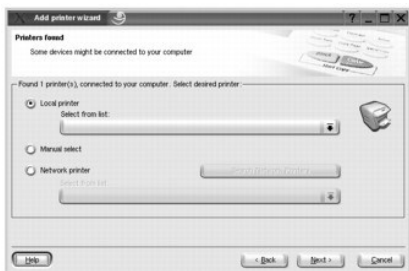 Add printer wizard
Printers found
Some devices might be connected to your computer
Found 1 printer(s), connected to your computer. Select desired printer:
Local printer
Select from list:
Manual select
Network printer
Select from list
Help
< Back
Next >
Cancel